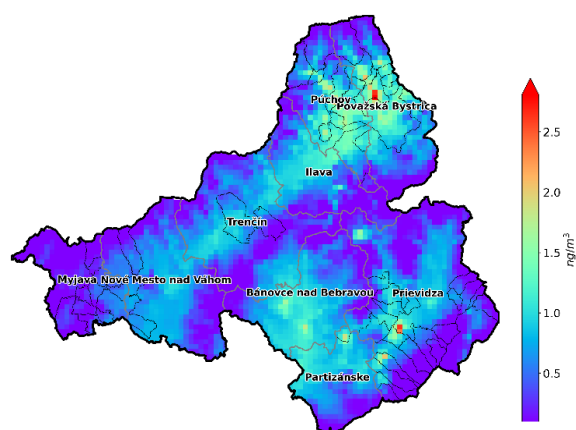 Púchov
Považská Bystrica
Ilava
Trenčín
Myjava
Nové Mesto nad Váhom
Bánovce nad Bebravou
Prievidza
Partizánske
2.5
2.0
1.5
1.0
0.5
ng/m³